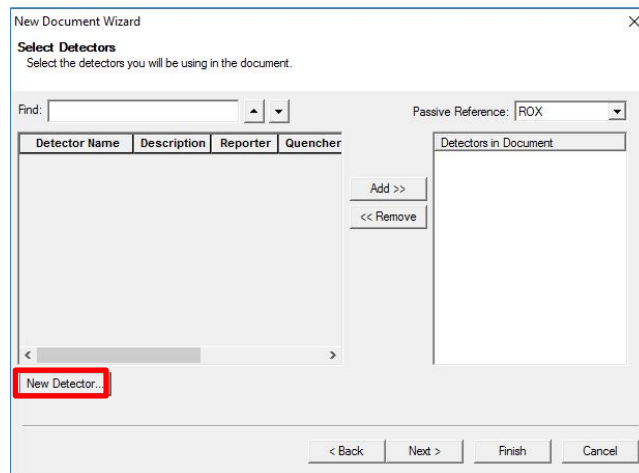 New Document Wizard
Select Detectors
Select the detectors you will be using in the document.
Find:
Passive Reference: ROX
Detector Name Description Reporter Quencher
Detectors in Document
Add >>
<< Remove
New Detector...
< Back Next > Finish Cancel